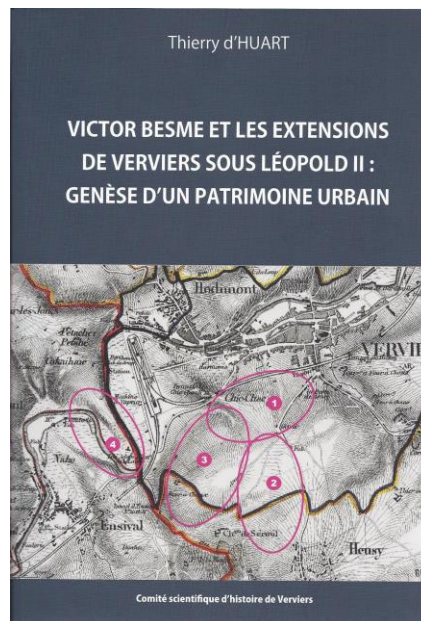 Thierry d'HUART
VICTOR BESME ET LES EXTENSIONS
DE VERVIERS SOUS LÉOPOLD II :
GENÈSE D'UN PATRIMOINE URBAIN
Hodimont
VERVI
Chic-Chac
1
4
3
2
Ensival
Heusy
Comité scientifique d'histoire de Verviers